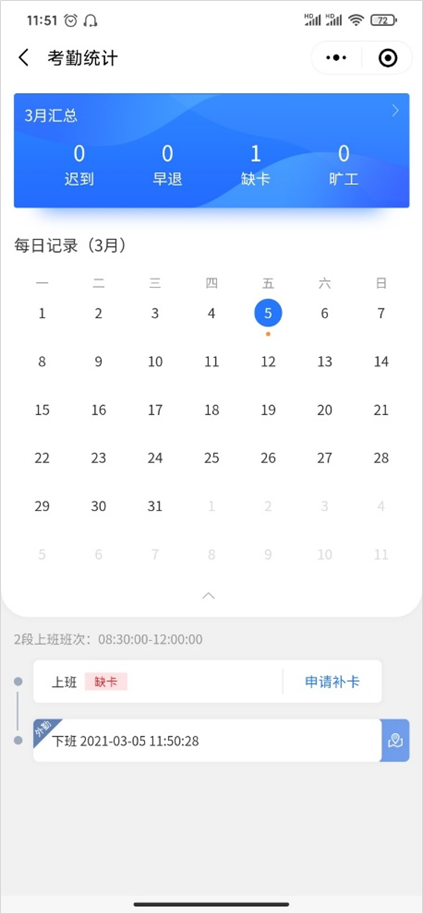 11:51
HD HD 72
考勤统计
3月汇总
0 0 1 0
迟到 早退 缺卡 旷工
每日记录（3月）
一 二 三 四 五 六 日
1 2 3 4 5 6 7
8 9 10 11 12 13 14
15 16 17 18 19 20 21
22 23 24 25 26 27 28
29 30 31 1 2 3 4
5 6 7 8 9 10 11
2段上班班次：08:30:00-12:00:00
上班 缺卡 申请补卡
外勤
下班 2021-03-05 11:50:28